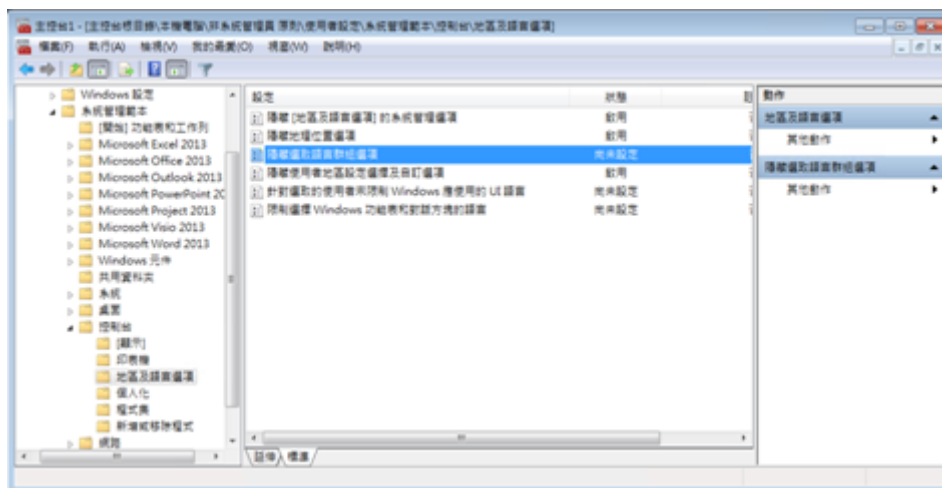 主控台1 - [主控台根目錄\本機電腦\非系統管理員 原則\使用者設定\系統管理範本\控制台\地區及語言選項]
檔案(F) 執行(A) 檢視(V) 我的最愛(O) 視窗(W) 說明(H)
Windows 設定
系統管理範本
[開始] 功能表和工作列
Microsoft Excel 2013
Microsoft Office 2013
Microsoft Outlook 2013
Microsoft PowerPoint 20
Microsoft Project 2013
Microsoft Visio 2013
Microsoft Word 2013
Windows 元件
共用資料夾
系統
桌面
控制台
[顯示]
印表機
地區及語言選項
個人化
程式集
新增或移除程式
網路
設定 狀態
隱藏 [地區及語言選項] 的系統管理選項 啟用
隱藏地理位置選項 啟用
隱藏選取語言群組選項 尚未設定
隱藏使用者地區設定選擇及自訂選項 啟用
針對選取的使用者來限制 Windows 應使用的 UI 語言 尚未設定
限制選擇 Windows 功能表和對話方塊的語言 尚未設定
延伸 標準
動作
地區及語言選項
其他動作
隱藏選取語言群組選項
其他動作